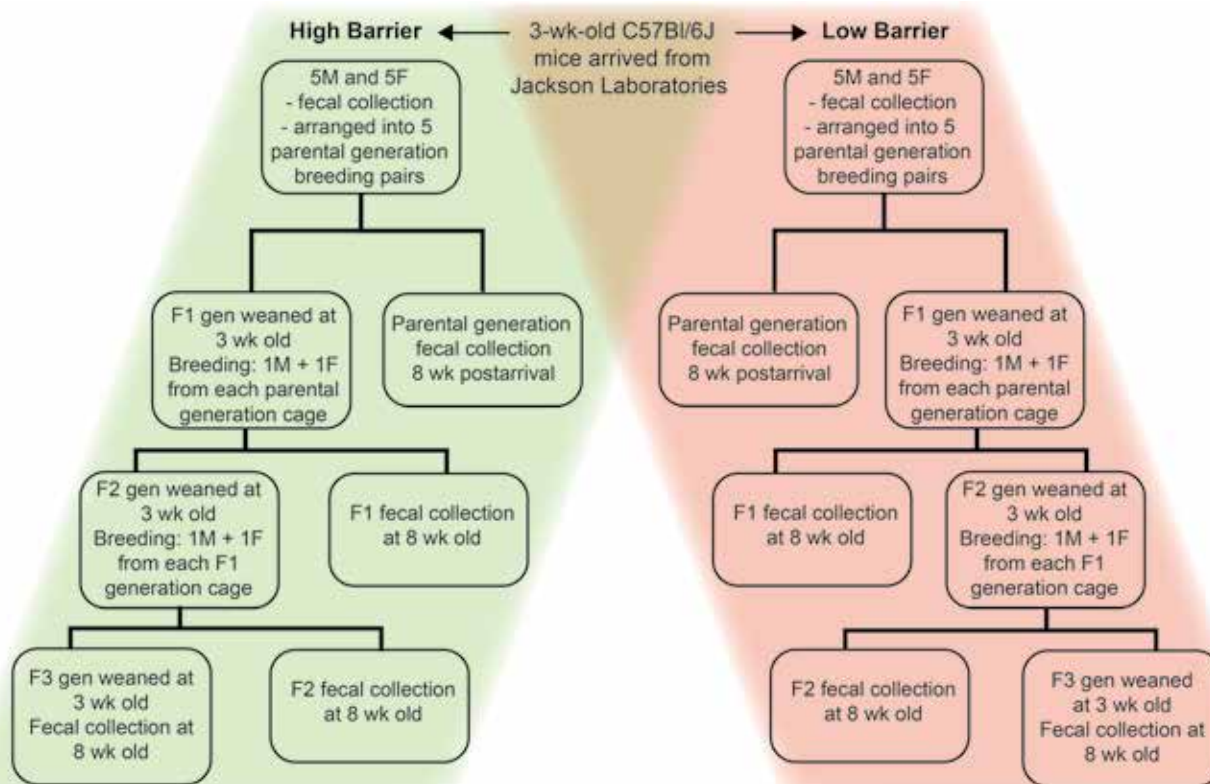 High Barrier
3-wk-old C57Bl/6J
mice arrived from
Jackson Laboratories
Low Barrier
5M and 5F
- fecal collection
- arranged into 5
parental generation
breeding pairs
5M and 5F
- fecal collection
- arranged into 5
parental generation
breeding pairs
F1 gen weaned at
3 wk old
Breeding: 1M + 1F
from each parental
generation cage
Parental generation
fecal collection
8 wk postarrival
Parental generation
fecal collection
8 wk postarrival
F1 gen weaned at
3 wk old
Breeding: 1M + 1F
from each parental
generation cage
F2 gen weaned at
3 wk old
Breeding: 1M + 1F
from each F1
generation cage
F1 fecal collection
at 8 wk old
F1 fecal collection
at 8 wk old
F2 gen weaned at
3 wk old
Breeding: 1M + 1F
from each F1
generation cage
F3 gen weaned at
3 wk old
Fecal collection at
8 wk old
F2 fecal collection
at 8 wk old
F2 fecal collection
at 8 wk old
F3 gen weaned
at 3 wk old
Fecal collection at
8 wk old